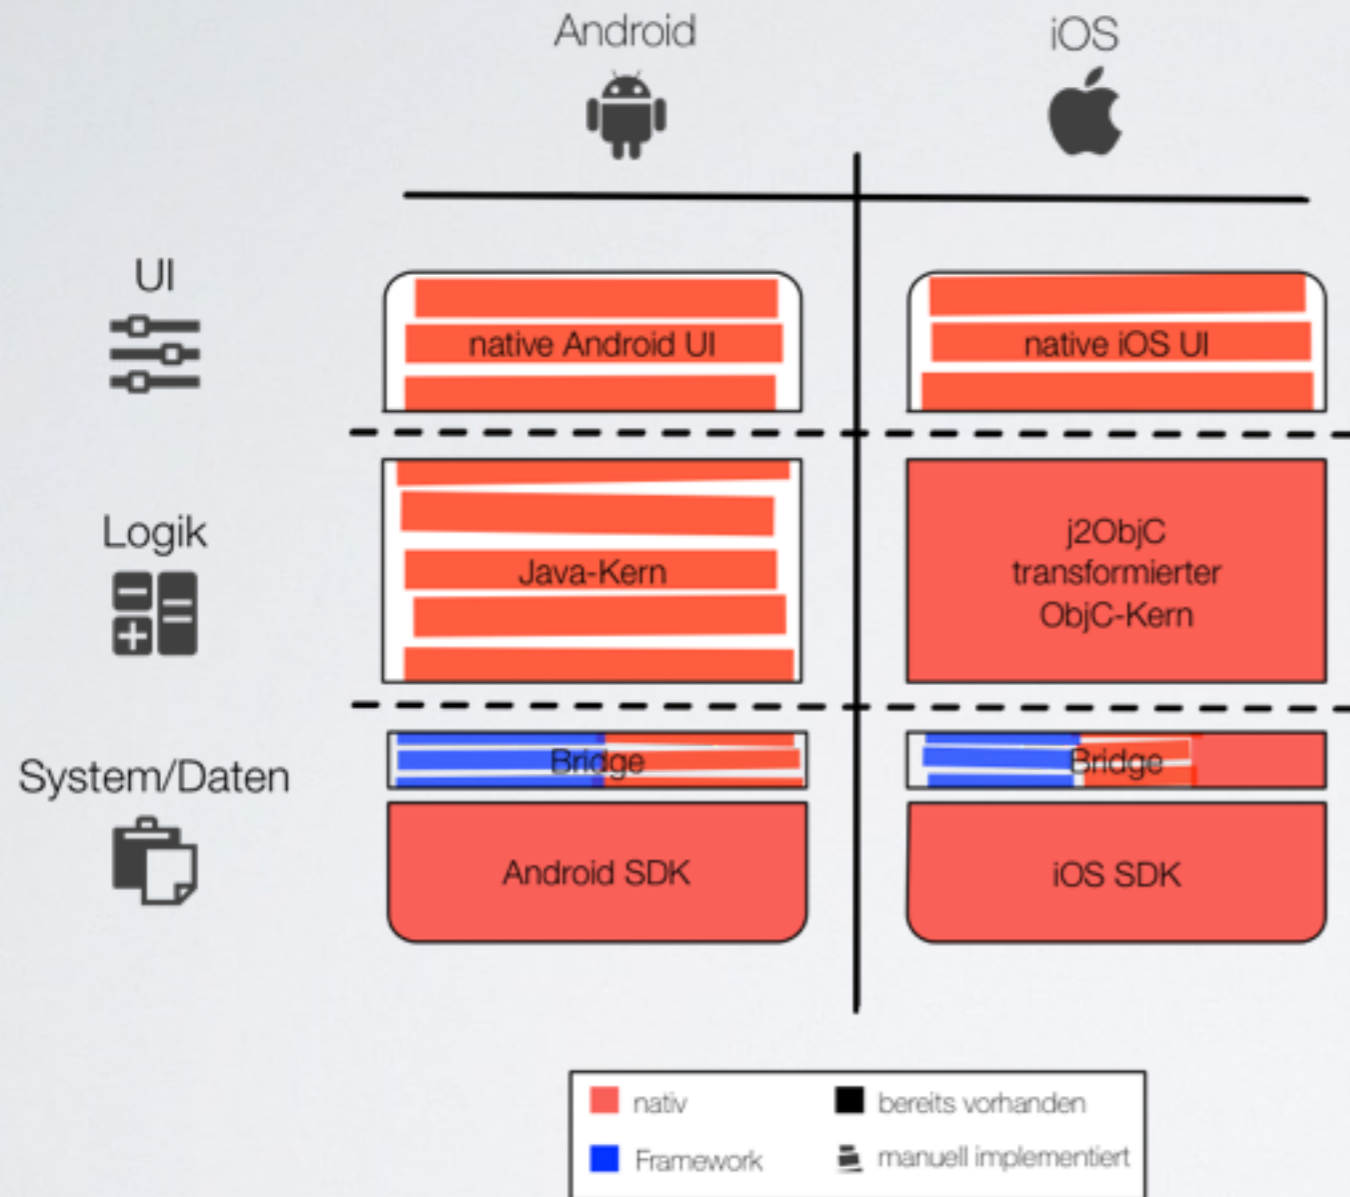 Android
iOS
UI
native Android UI
native iOS UI
Logik
Java-Kern
j2ObjC
transformierter
ObjC-Kern
System/Daten
Bridge
Bridge
Android SDK
iOS SDK
nativ
bereits vorhanden
Framework
manuell implementiert